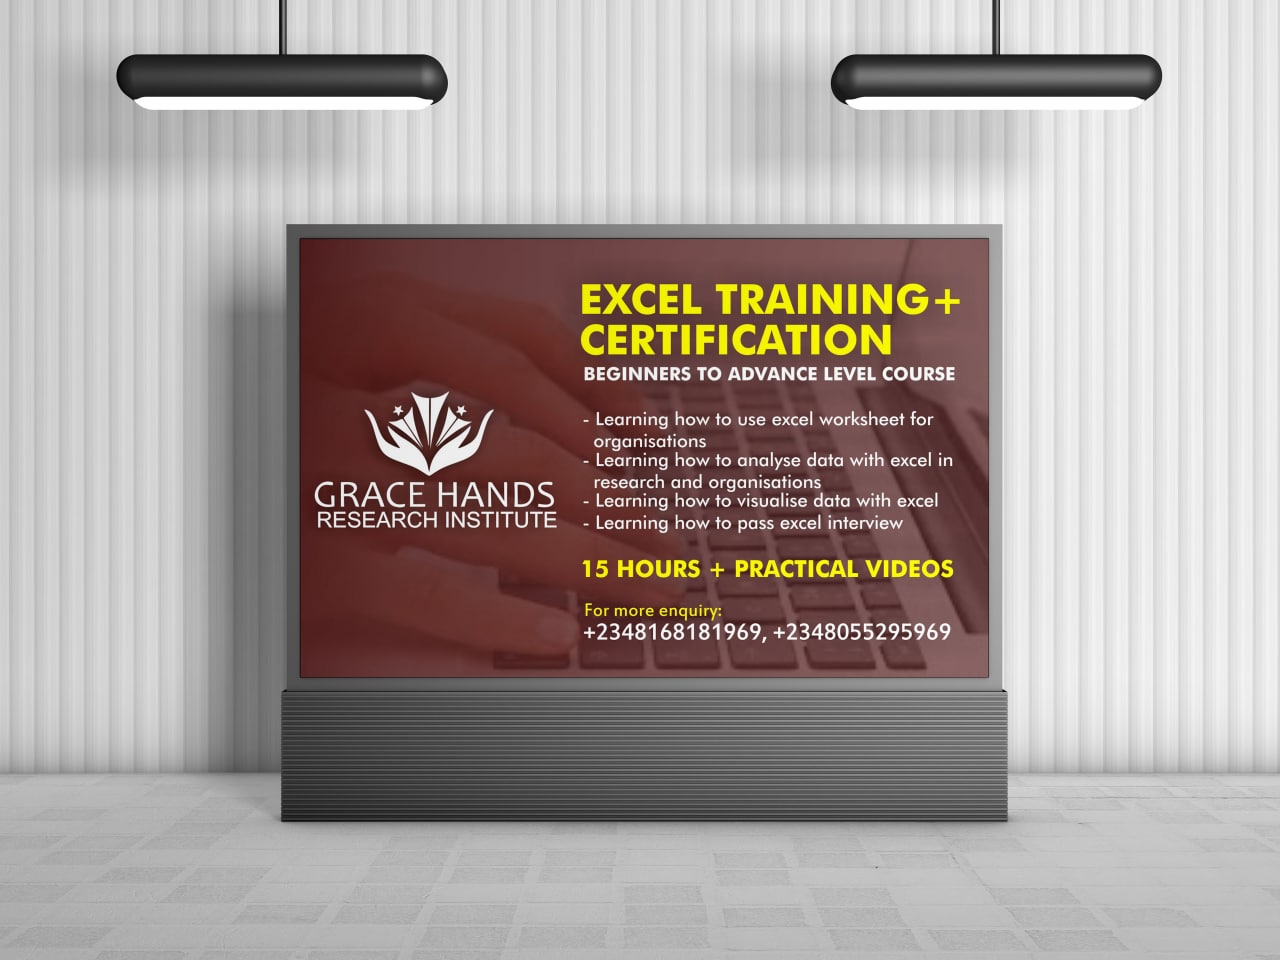 EXCEL TRAINING+
CERTIFICATION
BEGINNERS TO ADVANCE LEVEL COURSE
- Learning how to use excel worksheet for
organisations
- Learning how to analyse data with excel in
research and organisations
- Learning how to visualise data with excel
- Learning how to pass excel interview
GRACE HANDS
RESEARCH INSTITUTE
15 HOURS + PRACTICAL VIDEOS
For more enquiry:
+2348168181969, +2348055295969